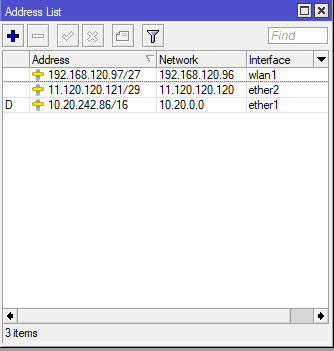 Address List
Find
Address Network Interface
192.168.120.97/27 192.168.120.96 wlan1
11.120.120.121/29 11.120.120.120 ether2
D 10.20.242.86/16 10.20.0.0 ether1
3 items